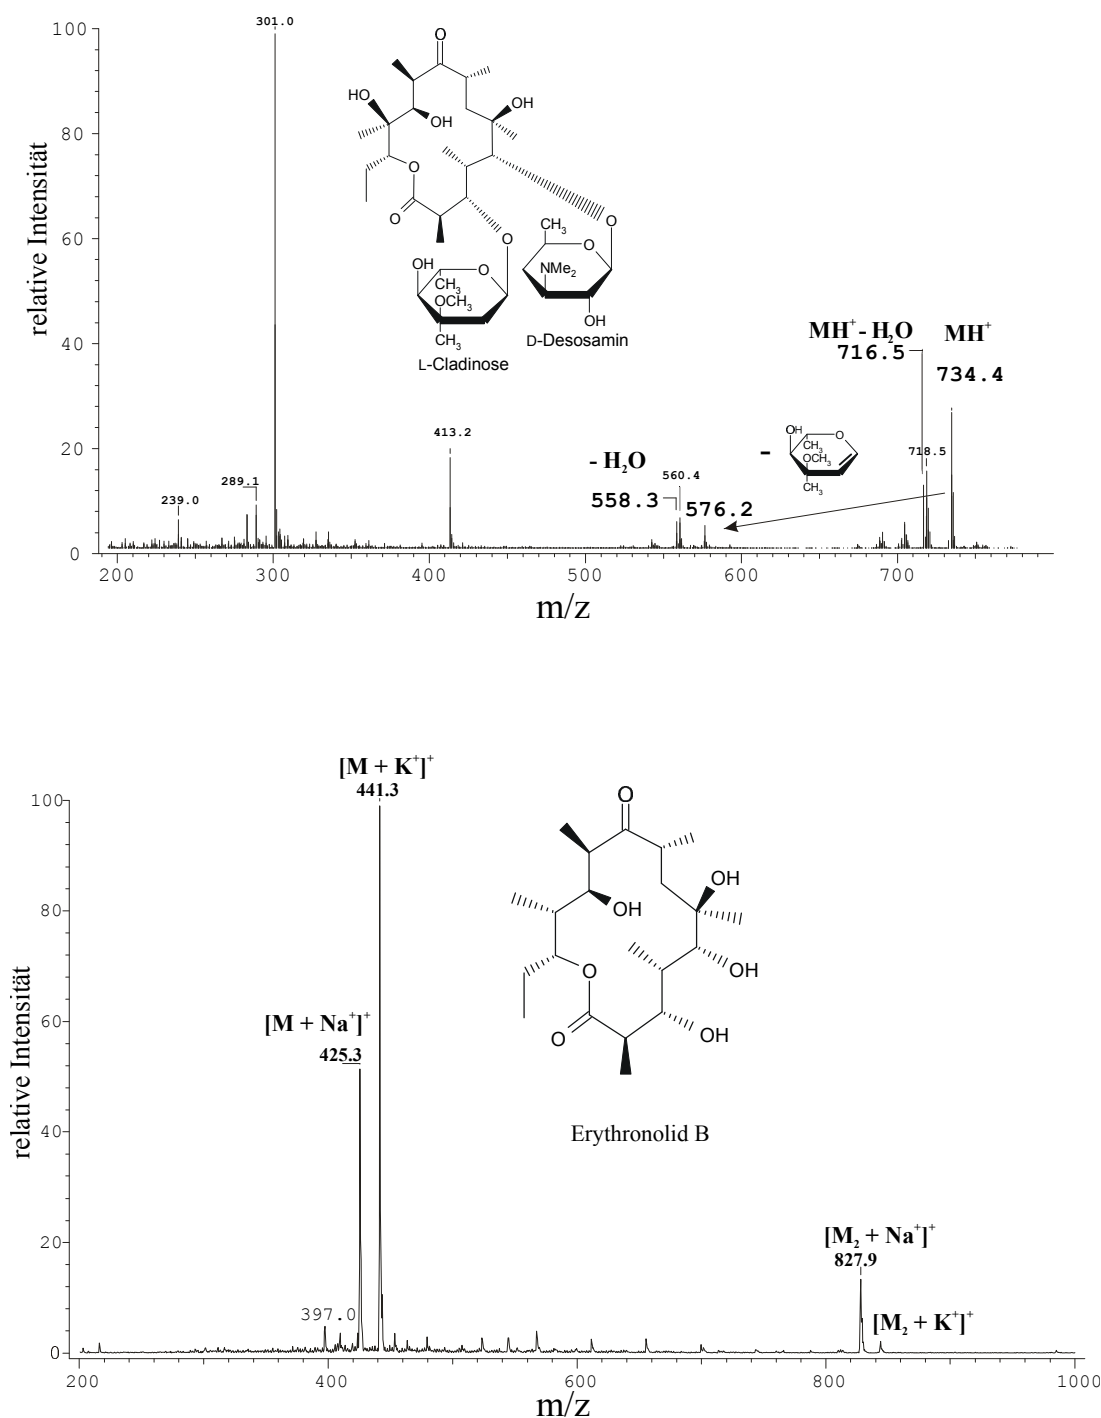 301.0
100
80
60
40
20
0
relative Intensität
O
HO
OH
OH
O
O
O
CH3
O
O
NMe2
OH
OH
O
CH3
OCH3
CH3
D-Desosamin
L-Cladinose
MH+ - H2O
MH+
716.5
734.4
413.2
- H2O
-
OH
O
CH3
OCH3
CH3
718.5
289.1
239.0
560.4
558.3
576.2
200
300
400
500
600
700
m/z
[M + K+]+
441.3
100
80
60
40
20
0
relative Intensität
O
OH
OH
OH
O
O
OH
[M + Na+]+
425.3
Erythronolid B
[M2 + Na+]+
827.9
397.0
[M2 + K+]+
200
400
600
800
1000
m/z